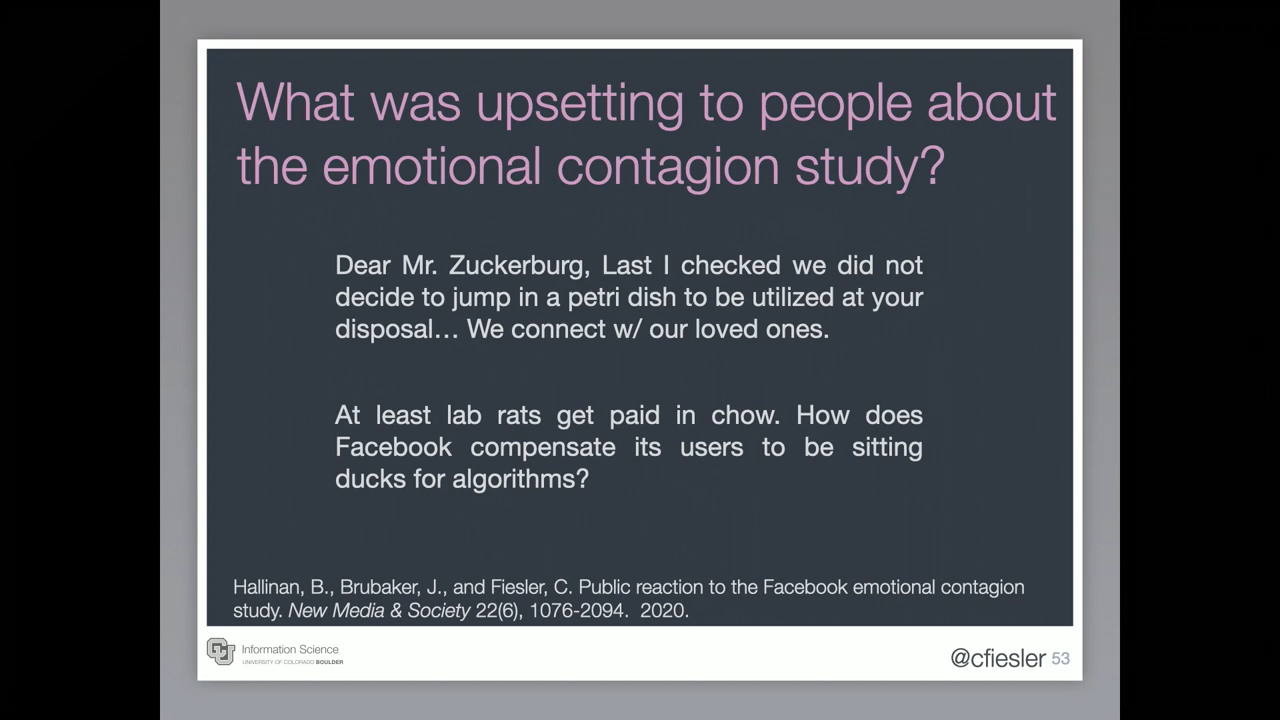 What was upsetting to people about
the emotional contagion study?
Dear Mr. Zuckerburg, Last I checked we did not
decide to jump in a petri dish to be utilized at your
disposal… We connect w/ our loved ones.
At least lab rats get paid in chow. How does
Facebook compensate its users to be sitting
ducks for algorithms?
Hallinan, B., Brubaker, J., and Fiesler, C. Public reaction to the Facebook emotional contagion
study. New Media & Society 22(6), 1076-2094. 2020.
Information Science
UNIVERSITY OF COLORADO BOULDER
@cfiesler 53